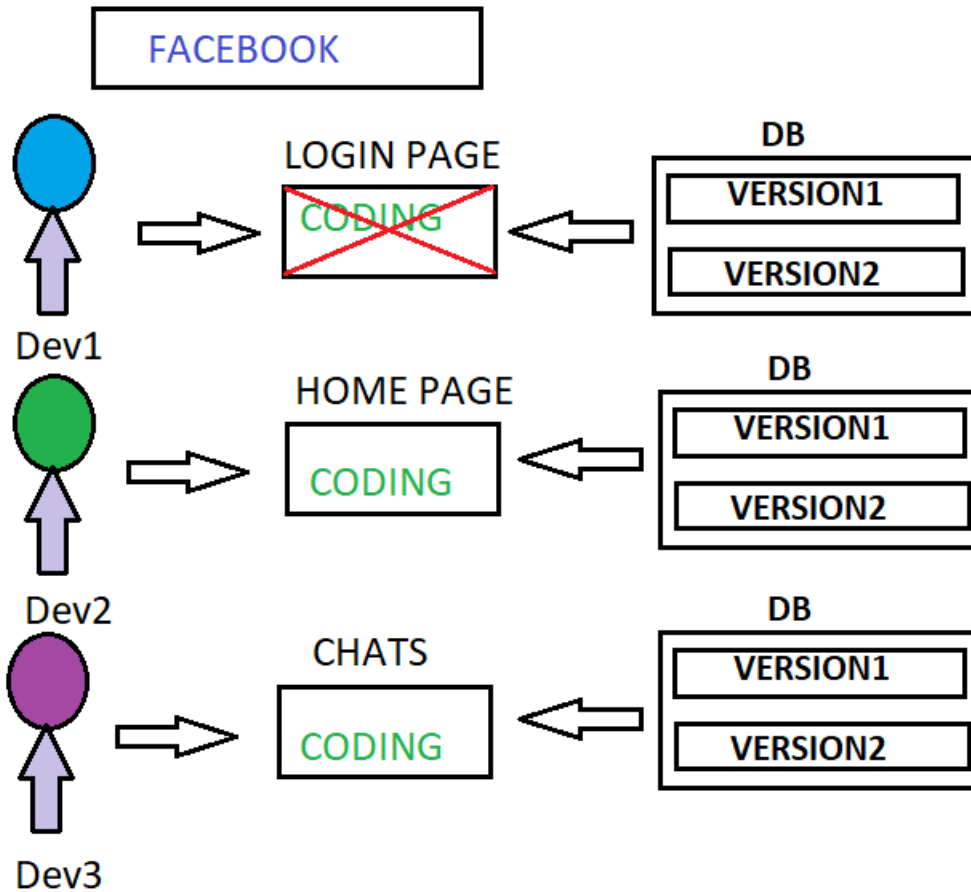 FACEBOOK
LOGIN PAGE
CODING
DB
VERSION1
VERSION2
Dev1
HOME PAGE
CODING
DB
VERSION1
VERSION2
Dev2
CHATS
CODING
DB
VERSION1
VERSION2
Dev3